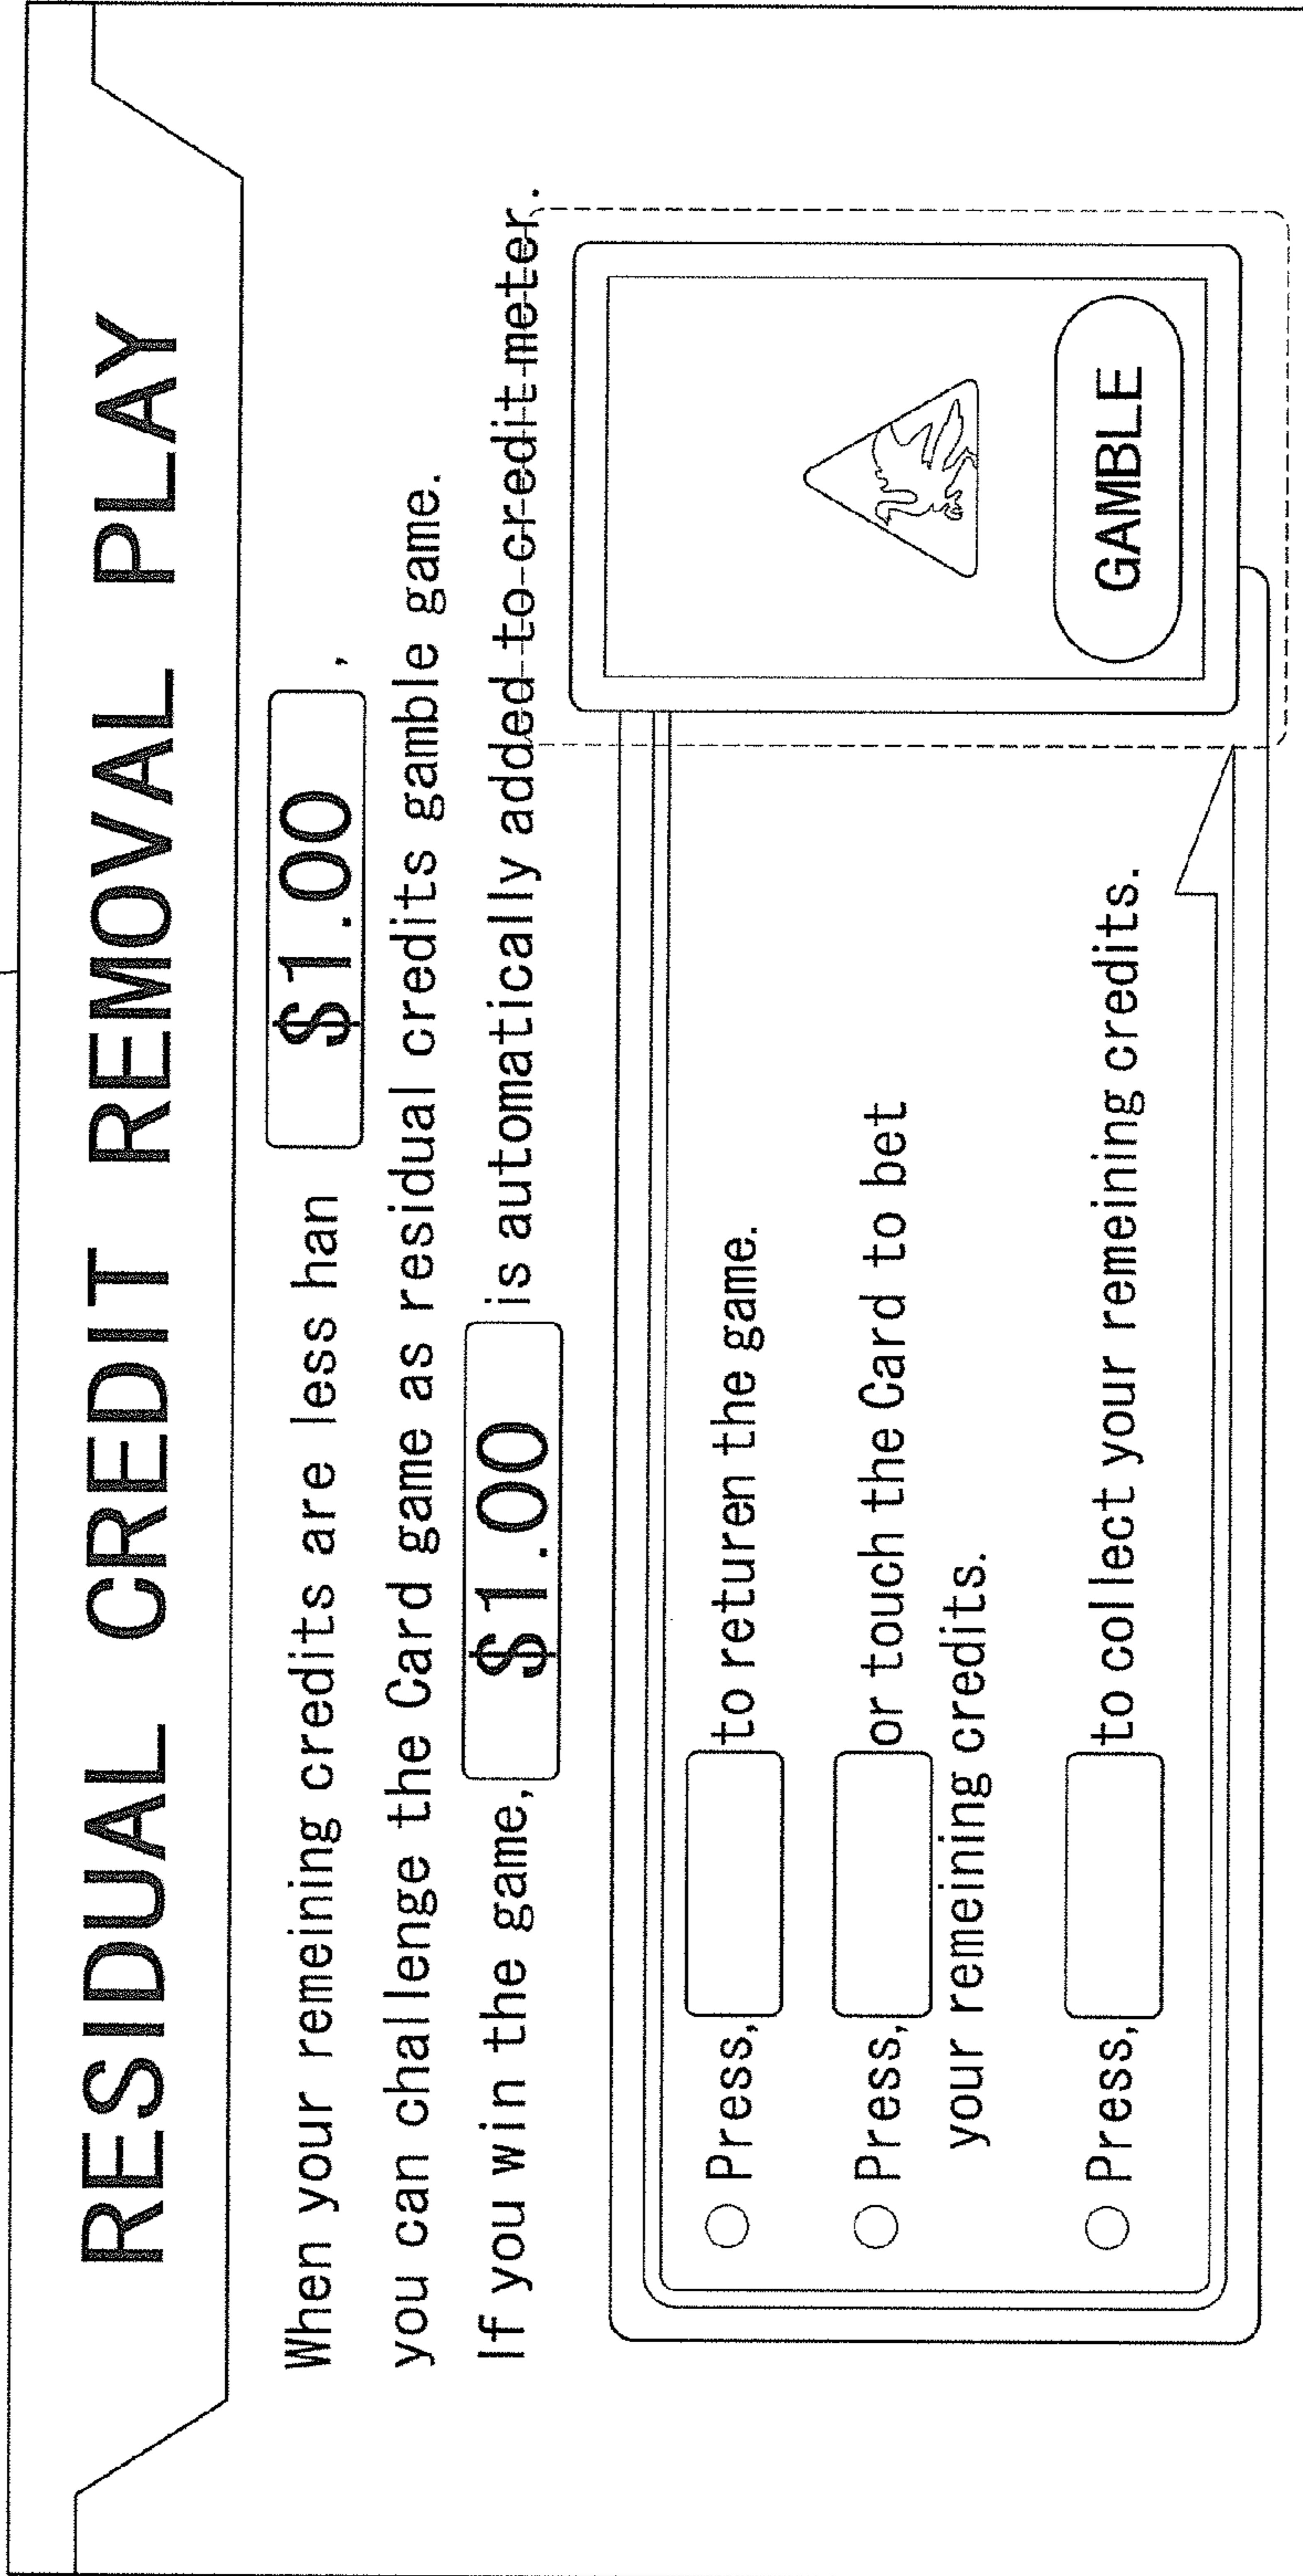 RESIDUAL CREDIT REMOVAL PLAY
When your remeining credits are less han $1.00 ,
you can challenge the Card game as residual credits gamble game.
If you win the game, $1.00 is automatically added to credit meter.
Press, to returen the game.
Press, or touch the Card to bet
your remeining credits.
Press, to collect your remeining credits.
GAMBLE